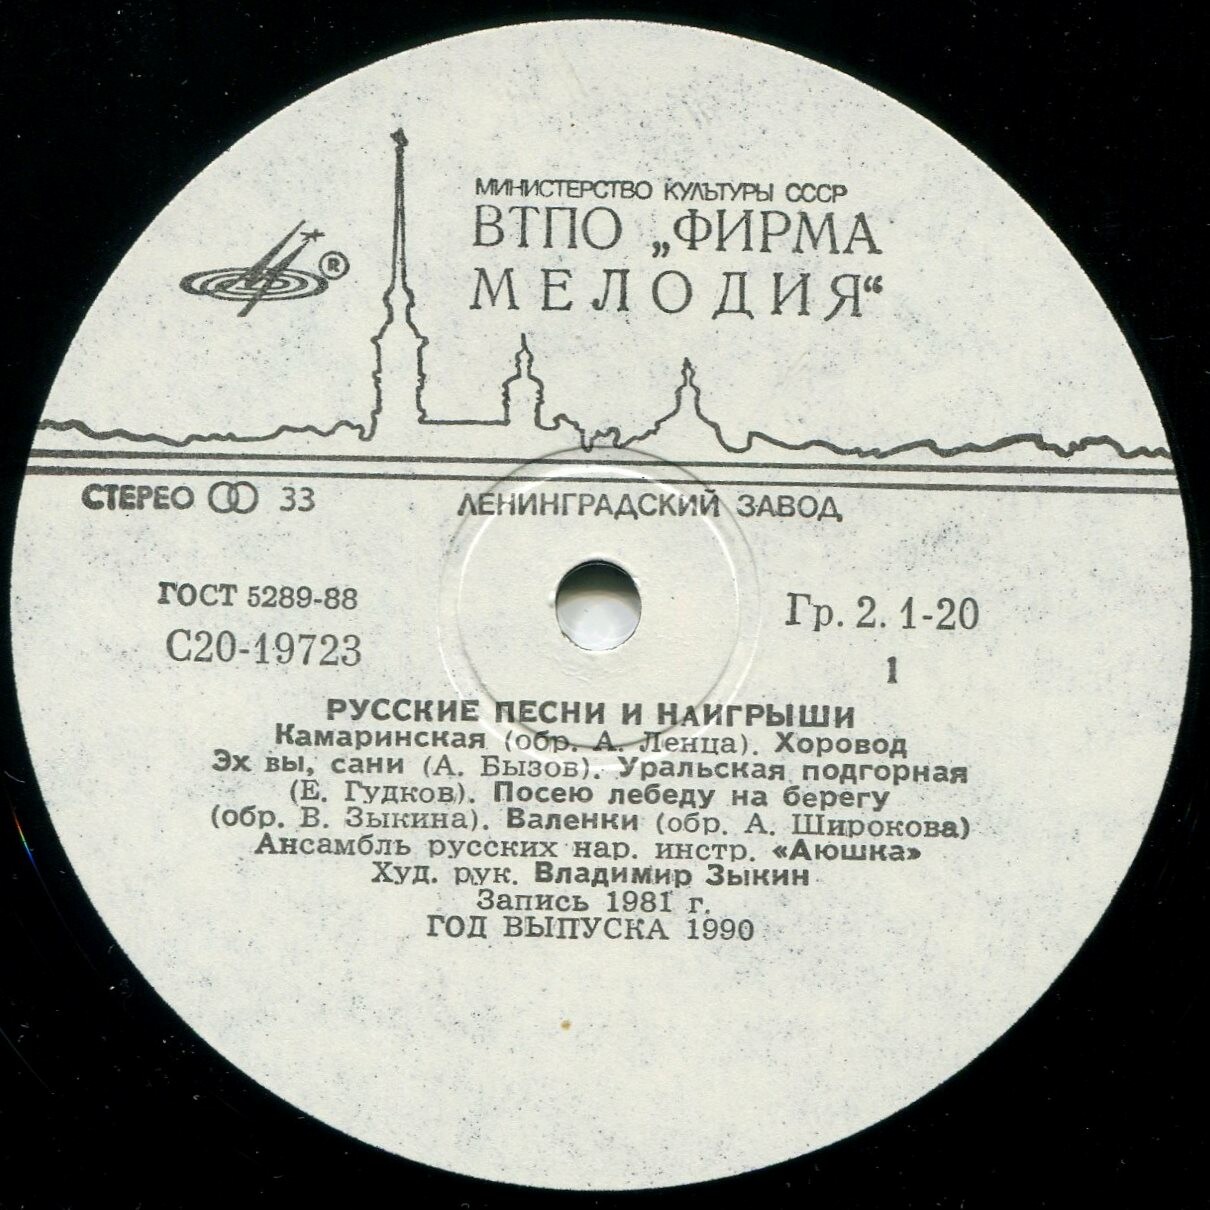 МИНИСТЕРСТВО КУЛЬТУРЫ СССР
ВТПО „ФИРМА
МЕЛОДИЯ“
®
СТЕРЕО 33
ЛЕНИНГРАДСКИЙ ЗАВОД
ГОСТ 5289-88
Гр. 2. 1-20
С20-19723
1
РУССКИЕ ПЕСНИ И НАИГРЫШИ
Камаринская (обр. А. Ленца). Хоровод
Эх вы, сани (А. Бызов). Уральская подгорная
(Е. Гудков). Посею лебеду на берегу
(обр. В. Зыкина). Валенки (обр. А. Широкова)
Ансамбль русских нар. инстр. «Аюшка»
Худ. рук. Владимир Зыкин
Запись 1981 г.
ГОД ВЫПУСКА 1990